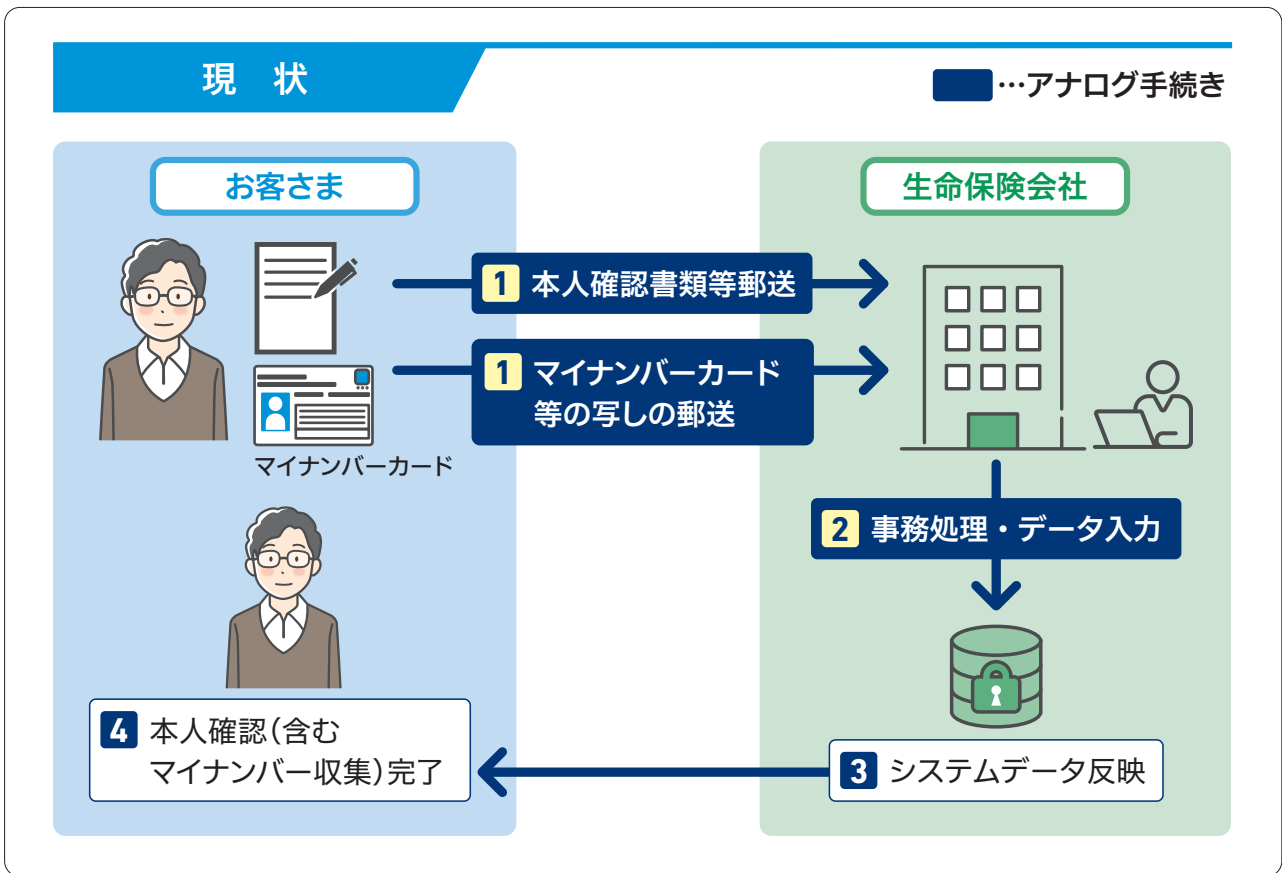 現 状
…アナログ手続き
お客さま
生命保険会社
1 本人確認書類等郵送
1 マイナンバーカード
等の写しの郵送
マイナンバーカード
2 事務処理・データ入力
3 システムデータ反映
4 本人確認(含む
マイナンバー収集)完了